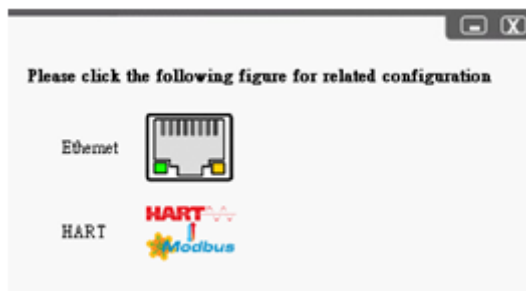 Please click the following figure for related configuration
Ethernet
HART
HART
Modbus